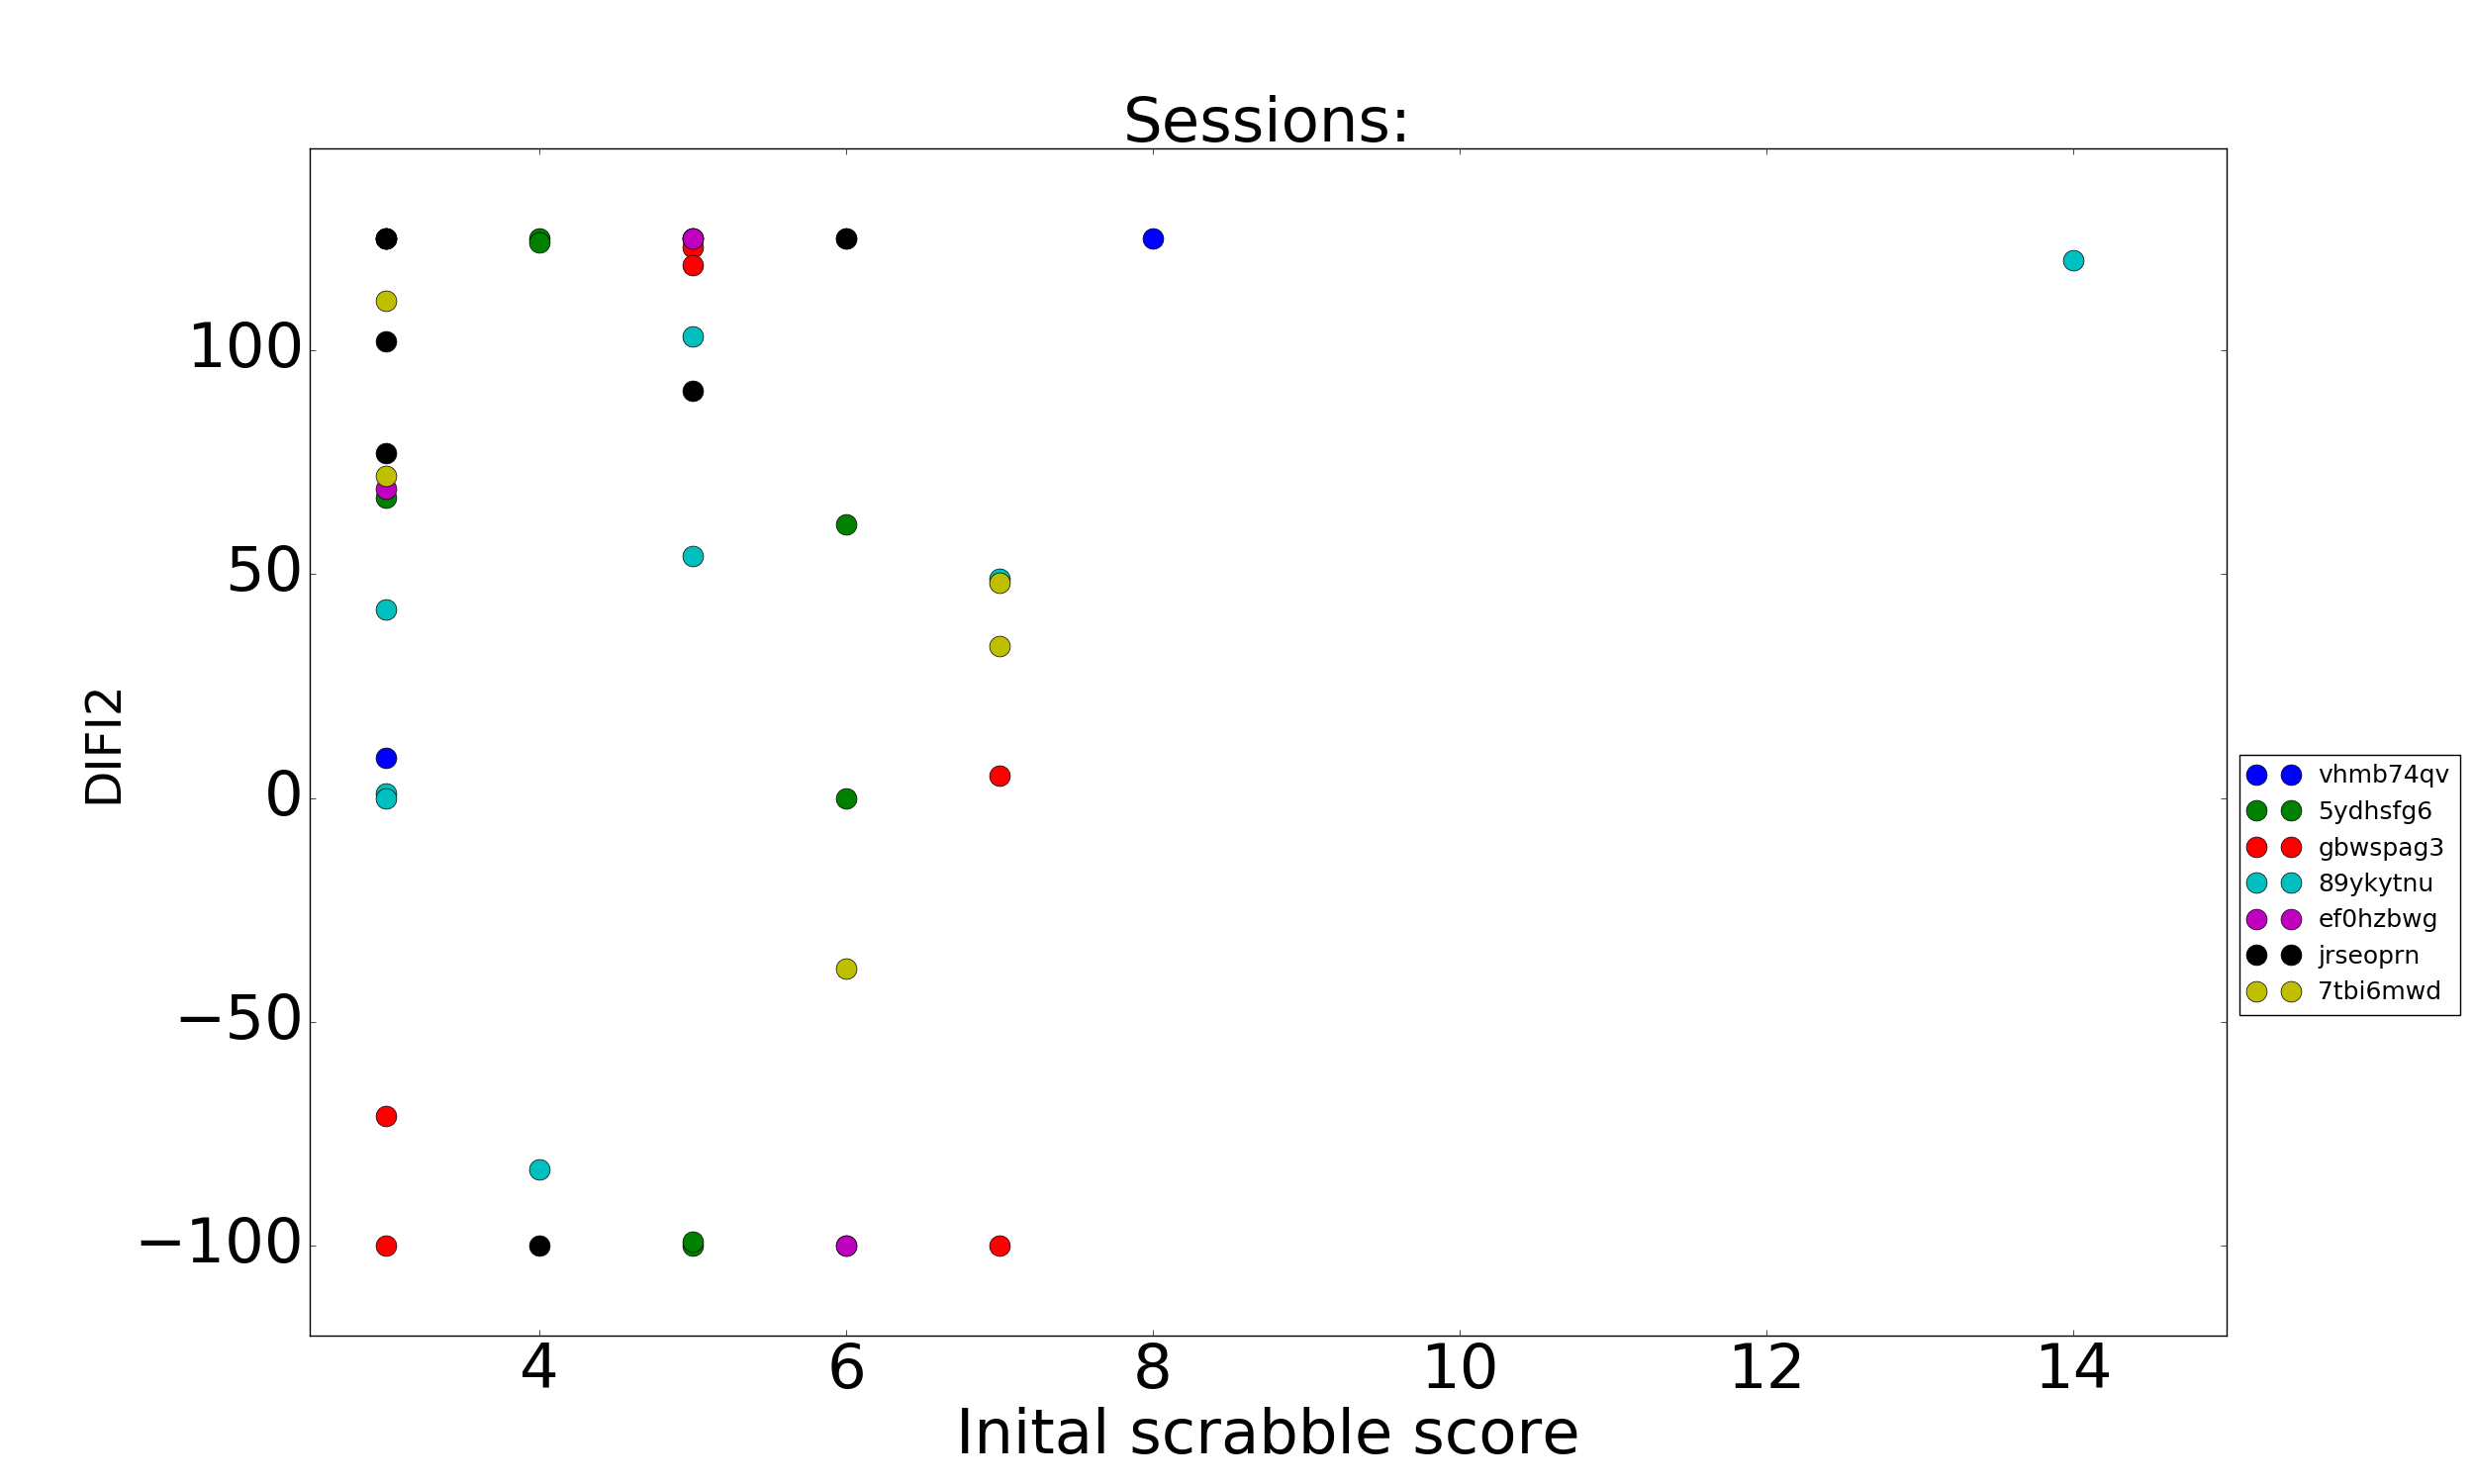 Sessions:
100
50
0
−50
−100
DIFI2
4
6
8
10
12
14
Inital scrabble score
vhmb74qv
5ydhsfg6
gbwspag3
89ykytnu
ef0hzbwg
jrseoprn
7tbi6mwd